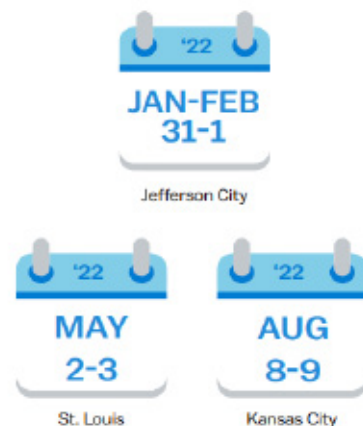 '22
JAN-FEB
31-1
Jefferson City
'22
MAY
2-3
St. Louis
'22
AUG
8-9
Kansas City